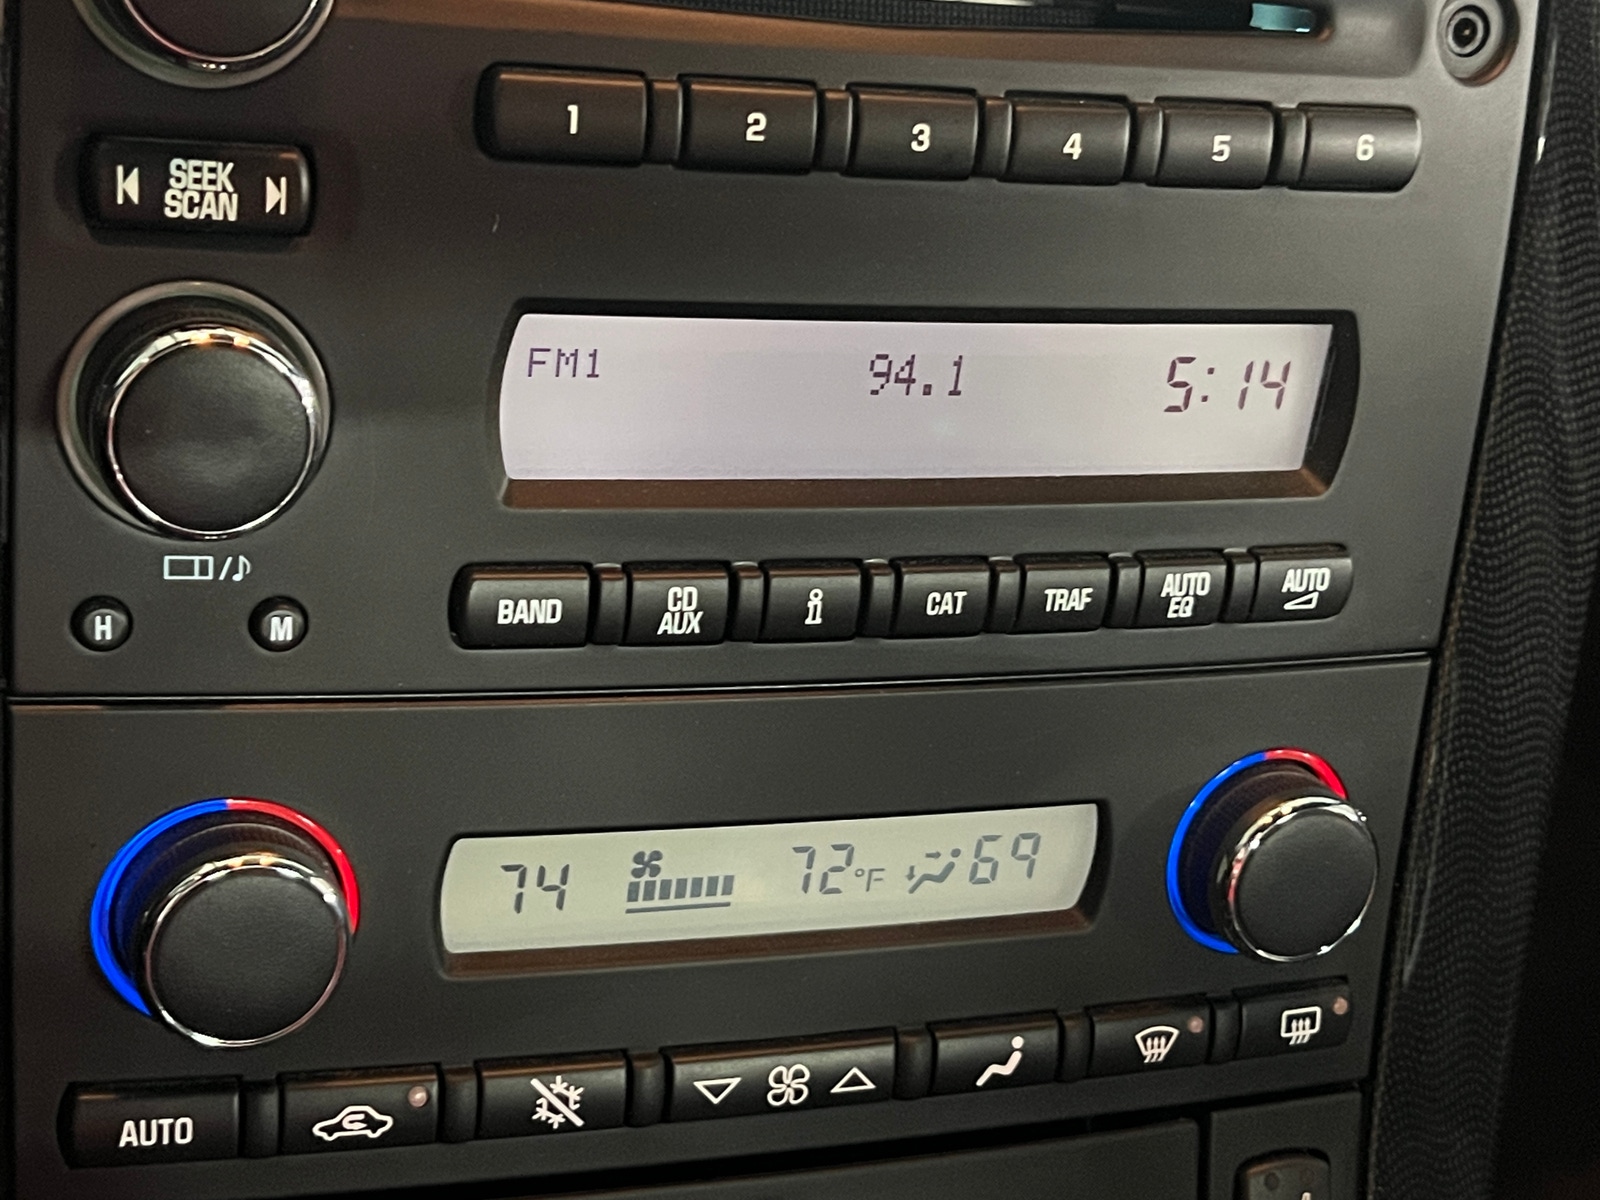 1 2 3 4 5 6
SEEK
SCAN
FM1 94.1 5:14
H M
BAND
CD
AUX
i
CAT
TRAF
AUTO
EQ
AUTO
74 72°F 69
AUTO